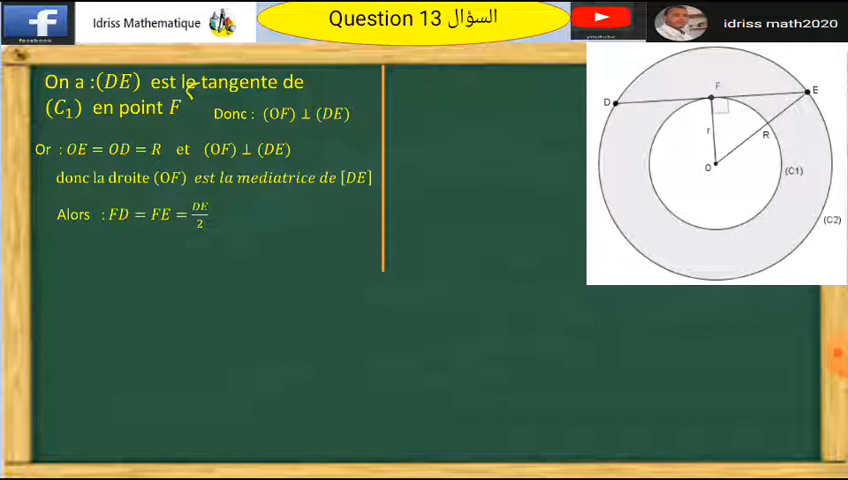 f
facebook
Idriss Mathematique
Question 13 السؤال
youtube
idriss math2020
On a :(DE) est le tangente de
(C₁) en point F
Donc : (OF) ⊥ (DE)
Or : OE = OD = R et (OF) ⊥ (DE)
donc la droite (OF) est la mediatrice de [DE]
Alors : FD = FE = DE/2
F
D
E
r
R
O
(C1)
(C2)